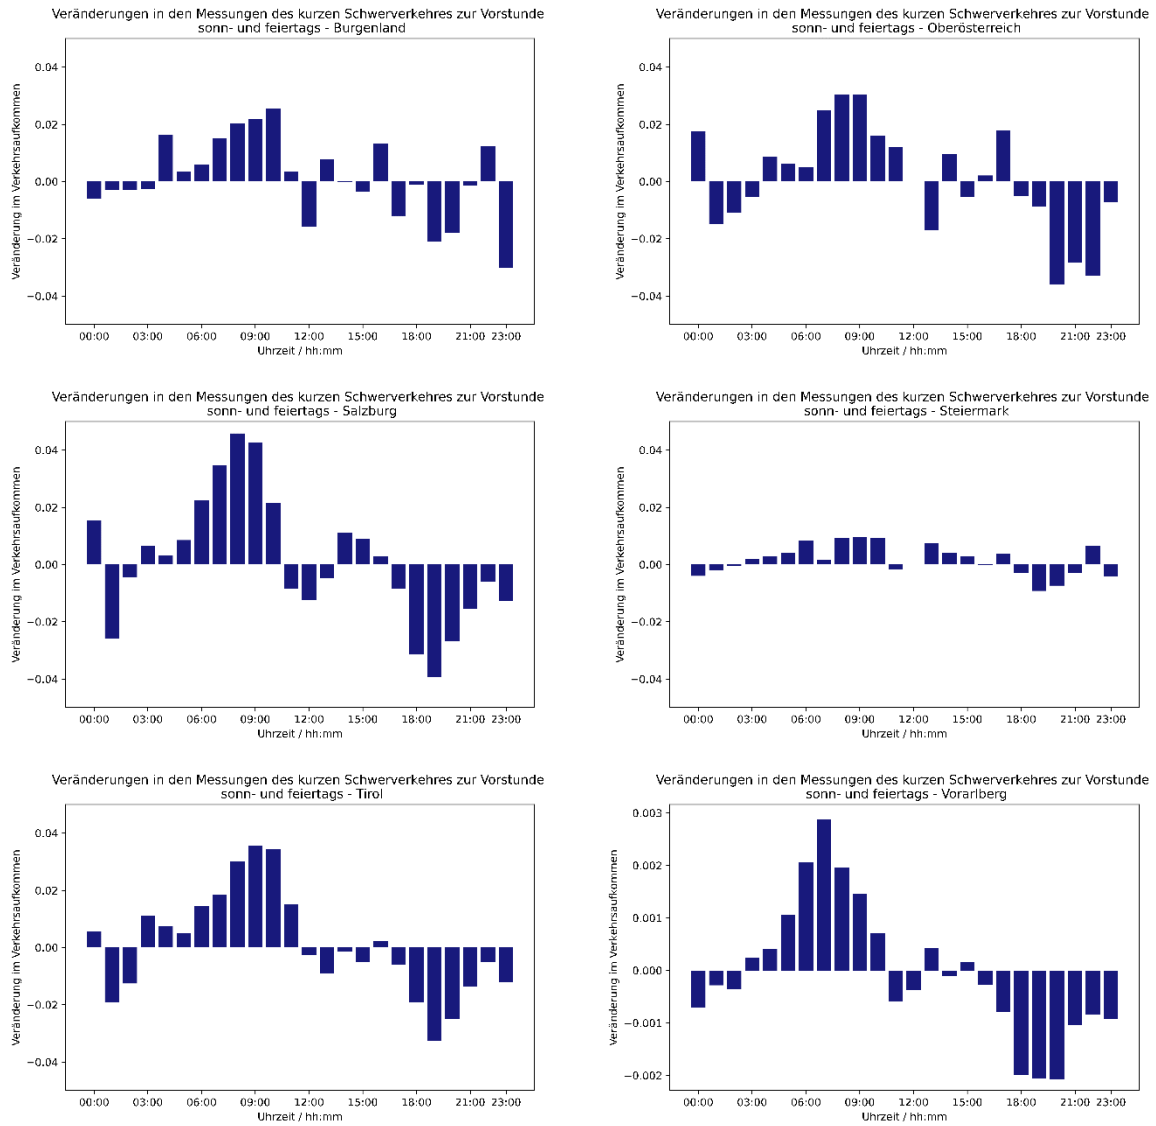 Veränderungen in den Messungen des kurzen Schwerverkehres zur Vorstunde
sonn- und feiertags - Burgenland
Veränderung im Verkehrsaufkommen
0.04
0.02
0.00
−0.02
−0.04
00:00 03:00 06:00 09:00 12:00 15:00 18:00 21:00 23:00
Uhrzeit / hh:mm
Veränderungen in den Messungen des kurzen Schwerverkehres zur Vorstunde
sonn- und feiertags - Oberösterreich
Veränderung im Verkehrsaufkommen
0.04
0.02
0.00
−0.02
−0.04
00:00 03:00 06:00 09:00 12:00 15:00 18:00 21:00 23:00
Uhrzeit / hh:mm
Veränderungen in den Messungen des kurzen Schwerverkehres zur Vorstunde
sonn- und feiertags - Salzburg
Veränderung im Verkehrsaufkommen
0.04
0.02
0.00
−0.02
−0.04
00:00 03:00 06:00 09:00 12:00 15:00 18:00 21:00 23:00
Uhrzeit / hh:mm
Veränderungen in den Messungen des kurzen Schwerverkehres zur Vorstunde
sonn- und feiertags - Steiermark
Veränderung im Verkehrsaufkommen
0.04
0.02
0.00
−0.02
−0.04
00:00 03:00 06:00 09:00 12:00 15:00 18:00 21:00 23:00
Uhrzeit / hh:mm
Veränderungen in den Messungen des kurzen Schwerverkehres zur Vorstunde
sonn- und feiertags - Tirol
Veränderung im Verkehrsaufkommen
0.04
0.02
0.00
−0.02
−0.04
00:00 03:00 06:00 09:00 12:00 15:00 18:00 21:00 23:00
Uhrzeit / hh:mm
Veränderungen in den Messungen des kurzen Schwerverkehres zur Vorstunde
sonn- und feiertags - Vorarlberg
Veränderung im Verkehrsaufkommen
0.003
0.002
0.001
0.000
−0.001
−0.002
00:00 03:00 06:00 09:00 12:00 15:00 18:00 21:00 23:00
Uhrzeit / hh:mm